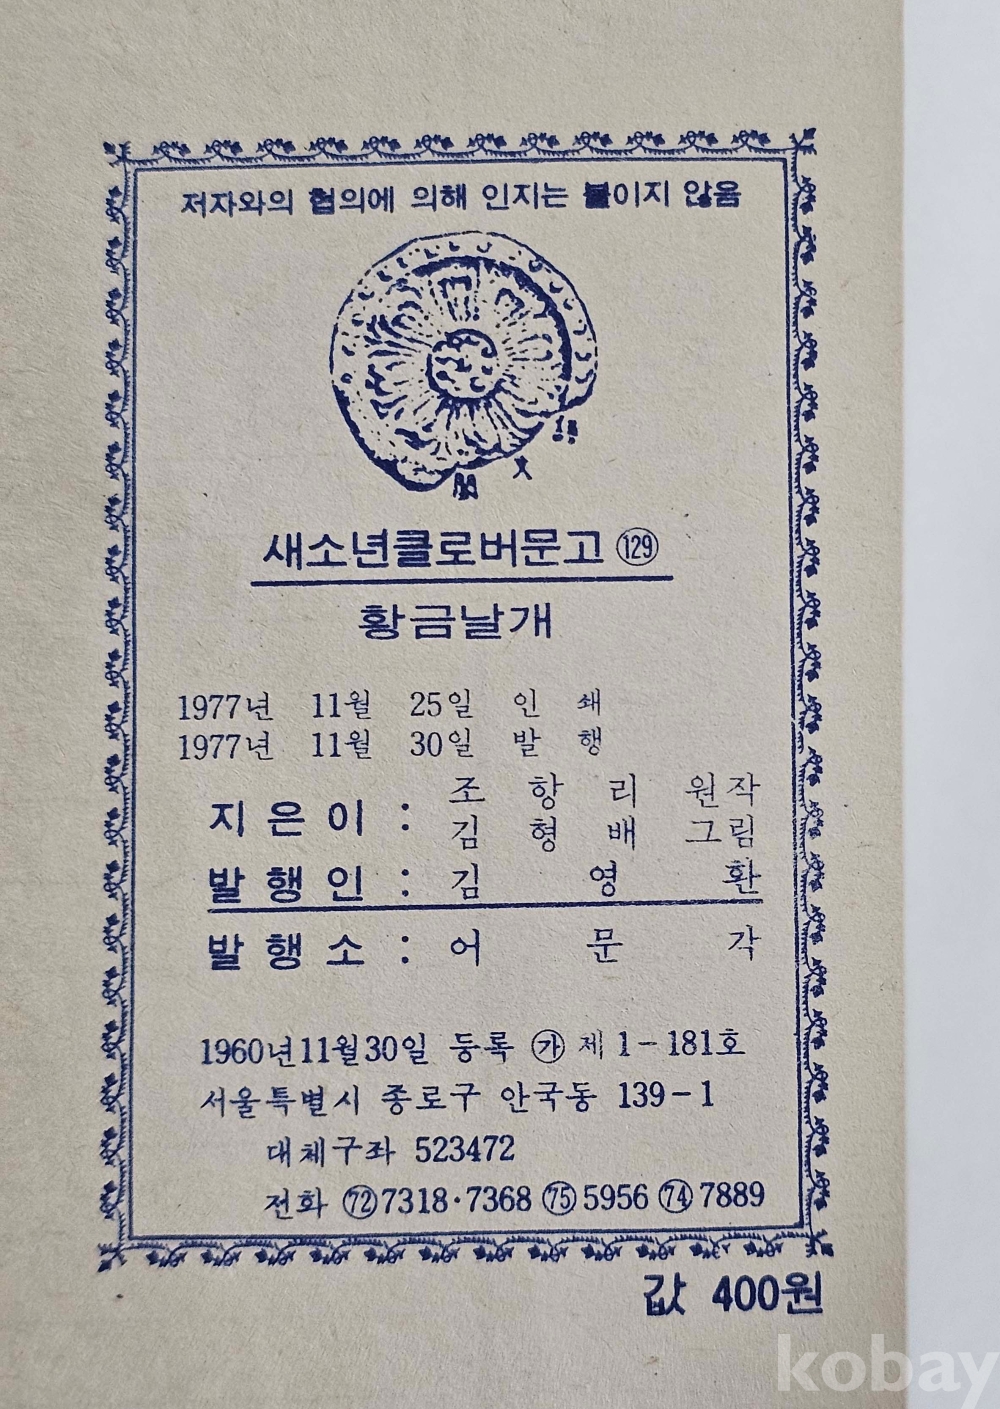 저자와의 협의에 의해 인지는 붙이지 않음
새소년클로버문고 129
황금날개
1977년 11월 25일 인 쇄
1977년 11월 30일 발 행
지은이 : 조 항 리 원작
김 형 배 그림
발행인 : 김 영 환
발행소 : 어 문 각
1960년11월30일 등록 ㉮ 제1-181호
서울특별시 종로구 안국동 139-1
대체구좌 523472
전화 (72)7318·7368 (75)5956 (74)7889
값 400원
kobay